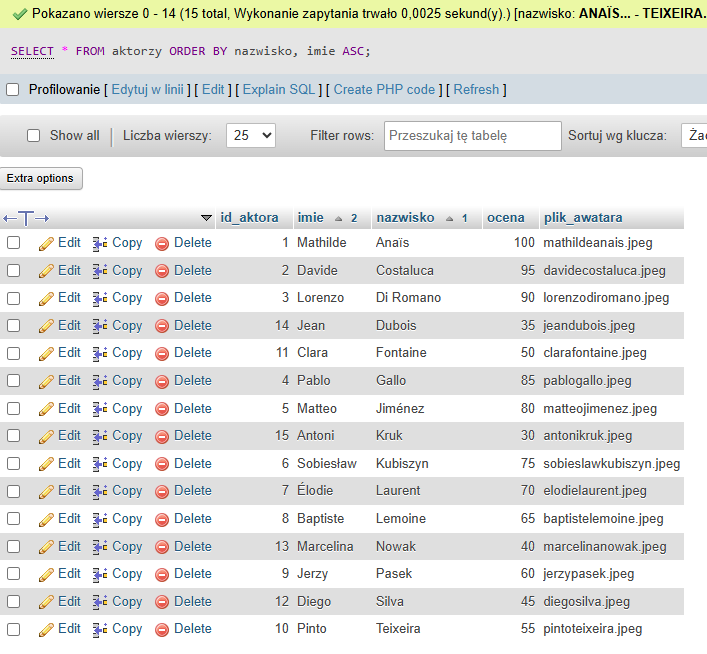 Pokazano wiersze 0 - 14 (15 total, Wykonanie zapytania trwało 0,0025 sekund(y).) [nazwisko: ANAÏS... - TEIXEIRA.
SELECT * FROM aktorzy ORDER BY nazwisko, imie ASC;
Profilowanie [ Edytuj w linii ] [ Edit ] [ Explain SQL ] [ Create PHP code ] [ Refresh ]
Show all | Liczba wierszy: 25 Filter rows: Przeszukaj tę tabelę Sortuj wg klucza: Żac
Extra options
id_aktora imie 2 nazwisko 1 ocena plik_awatara
Edit Copy Delete 1 Mathilde Anaïs 100 mathildeanais.jpeg
Edit Copy Delete 2 Davide Costaluca 95 davidecostaluca.jpeg
Edit Copy Delete 3 Lorenzo Di Romano 90 lorenzodiromano.jpeg
Edit Copy Delete 14 Jean Dubois 35 jeandubois.jpeg
Edit Copy Delete 11 Clara Fontaine 50 clarafontaine.jpeg
Edit Copy Delete 4 Pablo Gallo 85 pablogallo.jpeg
Edit Copy Delete 5 Matteo Jiménez 80 matteojimenez.jpeg
Edit Copy Delete 15 Antoni Kruk 30 antonikruk.jpeg
Edit Copy Delete 6 Sobiesław Kubiszyn 75 sobieslawkubiszyn.jpeg
Edit Copy Delete 7 Élodie Laurent 70 elodielaurent.jpeg
Edit Copy Delete 8 Baptiste Lemoine 65 baptistelemoine.jpeg
Edit Copy Delete 13 Marcelina Nowak 40 marcelinanowak.jpeg
Edit Copy Delete 9 Jerzy Pasek 60 jerzypasek.jpeg
Edit Copy Delete 12 Diego Silva 45 diegosilva.jpeg
Edit Copy Delete 10 Pinto Teixeira 55 pintoteixeira.jpeg